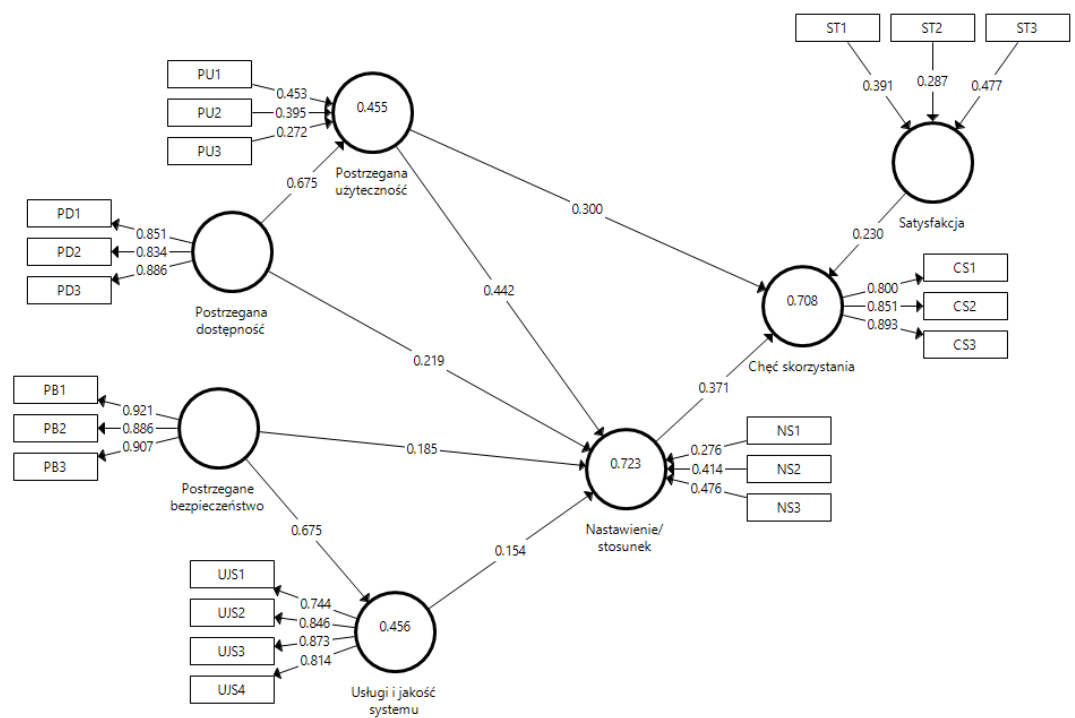 ST1
ST2
ST3
0.391
0.287
0.477
Satysfakcja
0.230
PU1
PU2
PU3
0.453
0.395
0.272
0.455
Postrzegana
użyteczność
0.675
0.300
0.442
PD1
PD2
PD3
0.851
0.834
0.886
Postrzegana
dostępność
0.219
CS1
CS2
CS3
0.800
0.851
0.893
0.708
Chęć skorzystania
0.371
PB1
PB2
PB3
0.921
0.886
0.907
Postrzegane
bezpieczeństwo
0.185
0.675
NS1
NS2
NS3
0.276
0.414
0.476
0.723
Nastawienie/
stosunek
0.154
UJS1
UJS2
UJS3
UJS4
0.744
0.846
0.873
0.814
0.456
Usługi i jakość
systemu